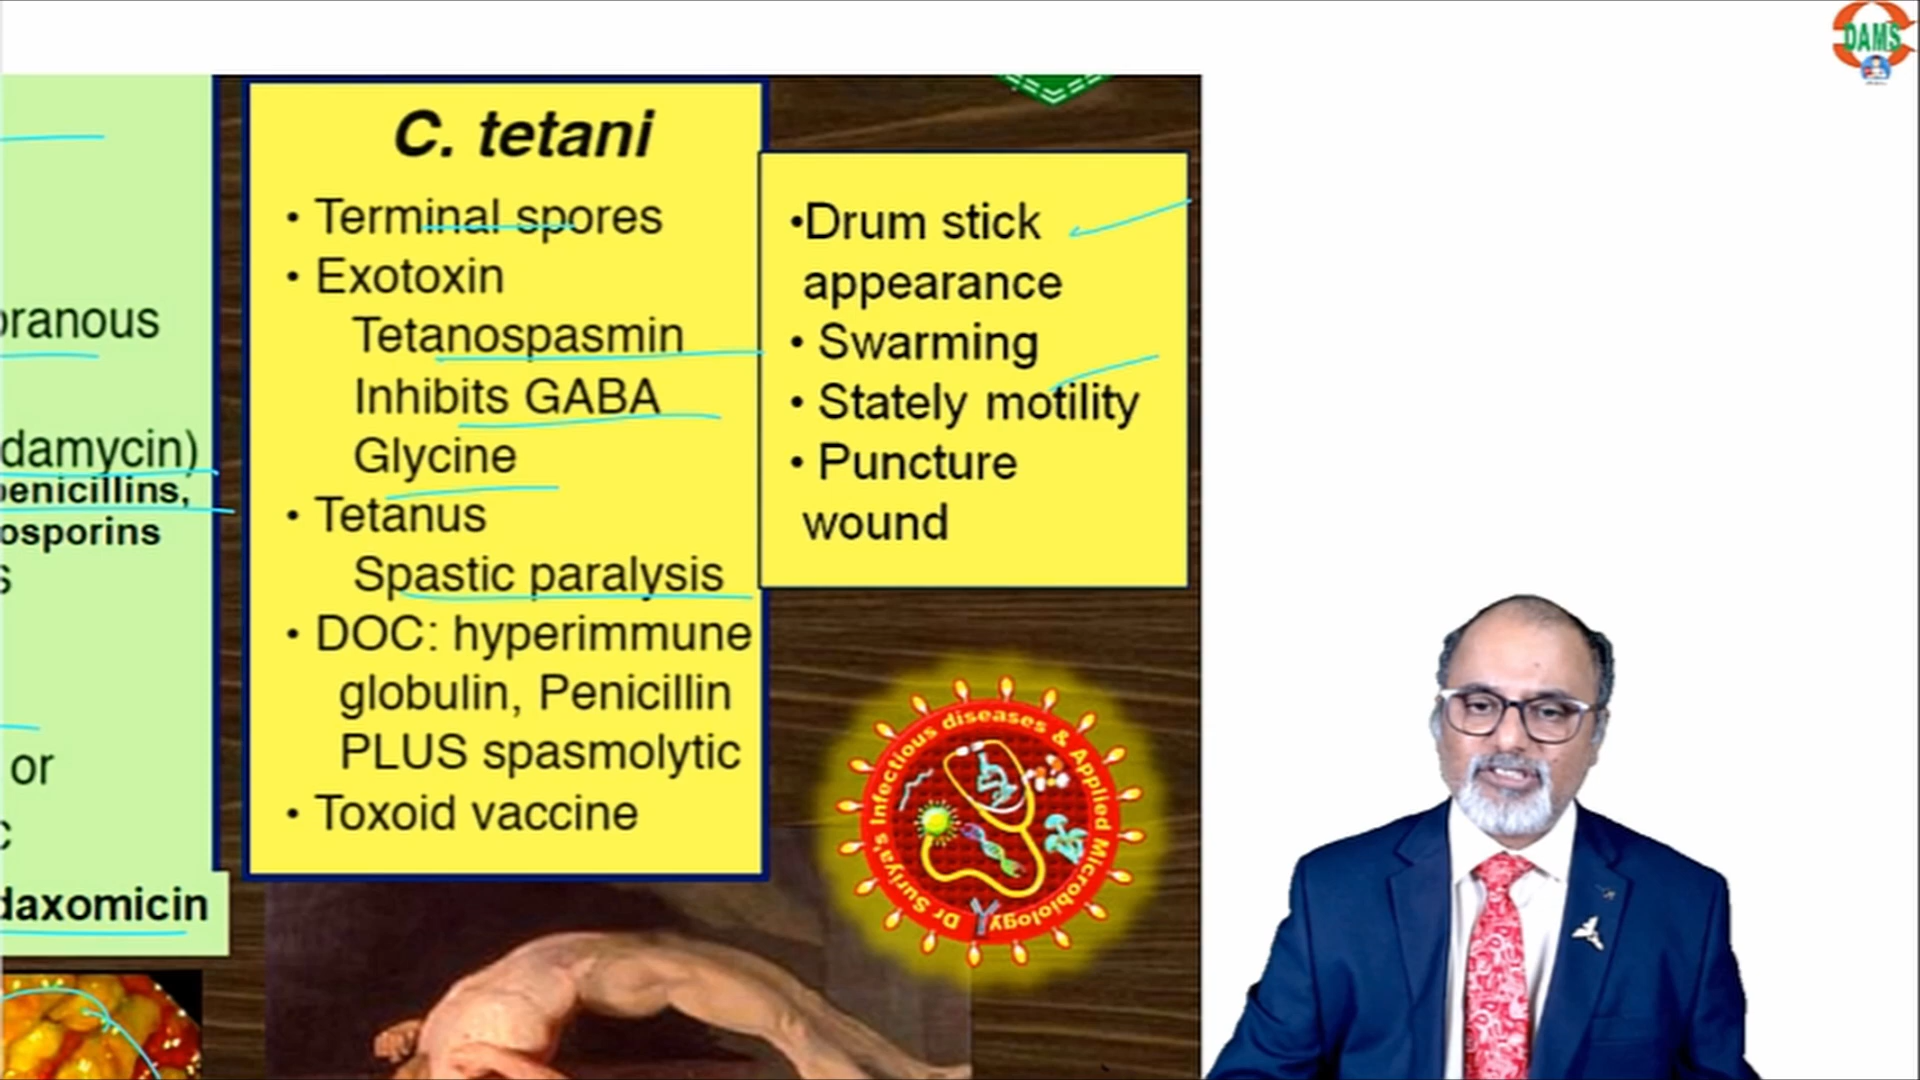 DAMS
branous
damycin)
penicillins,
osporins
s
or
c
daxomicin
C. tetani
• Terminal spores
• Exotoxin
Tetanospasmin
Inhibits GABA
Glycine
• Tetanus
Spastic paralysis
• DOC: hyperimmune
globulin, Penicillin
PLUS spasmolytic
• Toxoid vaccine
•Drum stick
appearance
• Swarming
• Stately motility
• Puncture
wound
Dr Suriya's Infectious diseases & Applied Microbiology